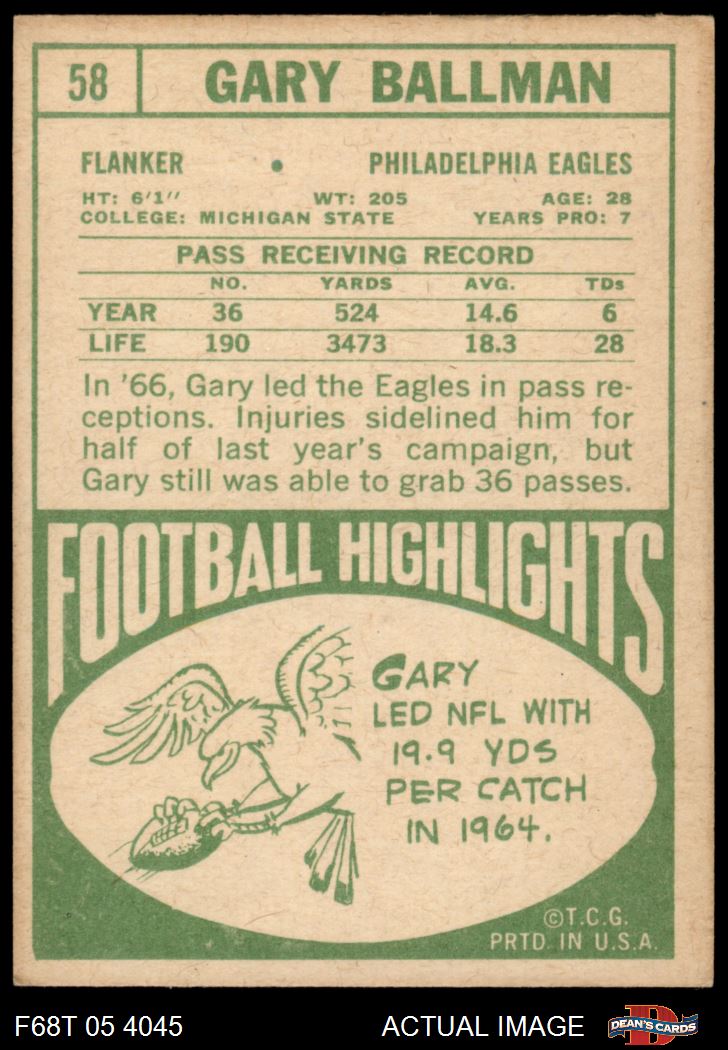 58 GARY BALLMAN
FLANKER • PHILADELPHIA EAGLES
HT: 6'1" WT: 205 AGE: 28
COLLEGE: MICHIGAN STATE YEARS PRO: 7
PASS RECEIVING RECORD
NO. YARDS AVG. TDs
YEAR 36 524 14.6 6
LIFE 190 3473 18.3 28
In '66, Gary led the Eagles in pass re-
ceptions. Injuries sidelined him for
half of last year's campaign, but
Gary still was able to grab 36 passes.
FOOTBALL HIGHLIGHTS
GARY
LED NFL WITH
19.9 YDS
PER CATCH
IN 1964.
©T.C.G.
PRTD. IN U.S.A.
F68T 05 4045 ACTUAL IMAGE D DEAN'S CARDS